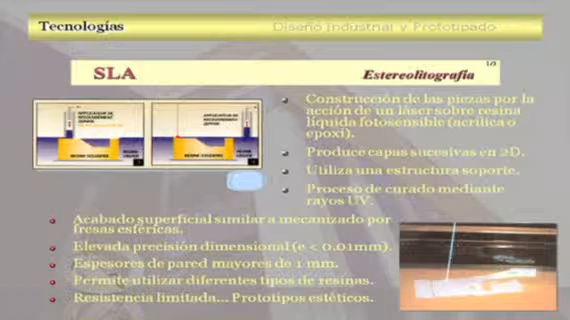 Tecnologías
Diseño Industrial y Prototipado
1/3
SLA
Estereolitografía
Construcción de las piezas por la
acción de un láser sobre resina
líquida fotosensible (acrílica o
epoxi).
Produce capas sucesivas en 2D.
Utiliza una estructura soporte.
Proceso de curado mediante
rayos UV.
Acabado superficial similar a mecanizado por
fresas esféricas.
Elevada precisión dimensional (e < 0.01mm).
Espesores de pared mayores de 1 mm.
Permite utilizar diferentes tipos de resinas.
Resistencia limitada... Prototipos estéticos.